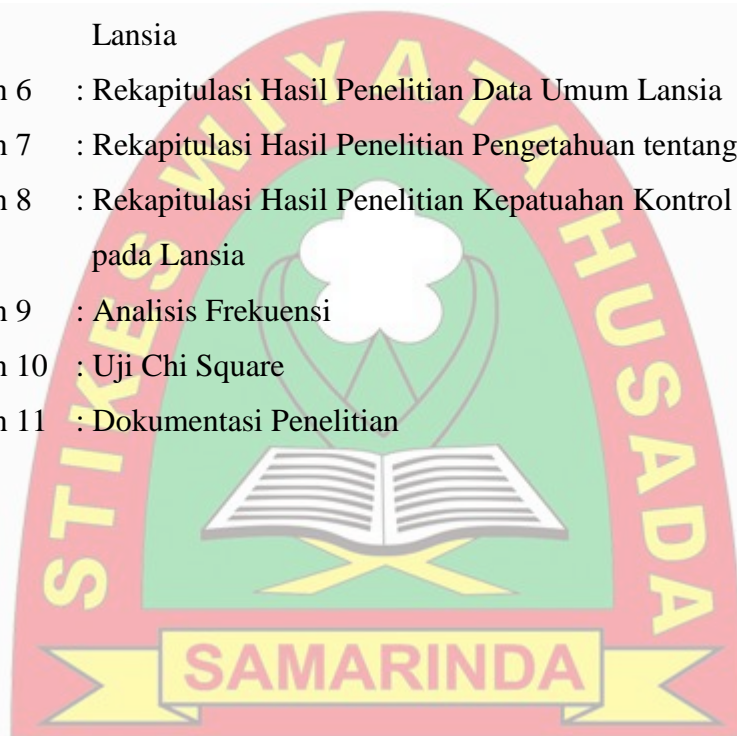 Lansia
n 6 : Rekapitulasi Hasil Penelitian Data Umum Lansia
n 7 : Rekapitulasi Hasil Penelitian Pengetahuan tentang
n 8 : Rekapitulasi Hasil Penelitian Kepatuahan Kontrol
pada Lansia
n 9 : Analisis Frekuensi
n 10 : Uji Chi Square
n 11 : Dokumentasi Penelitian
STIKES WIYATA HUSADA
SAMARINDA